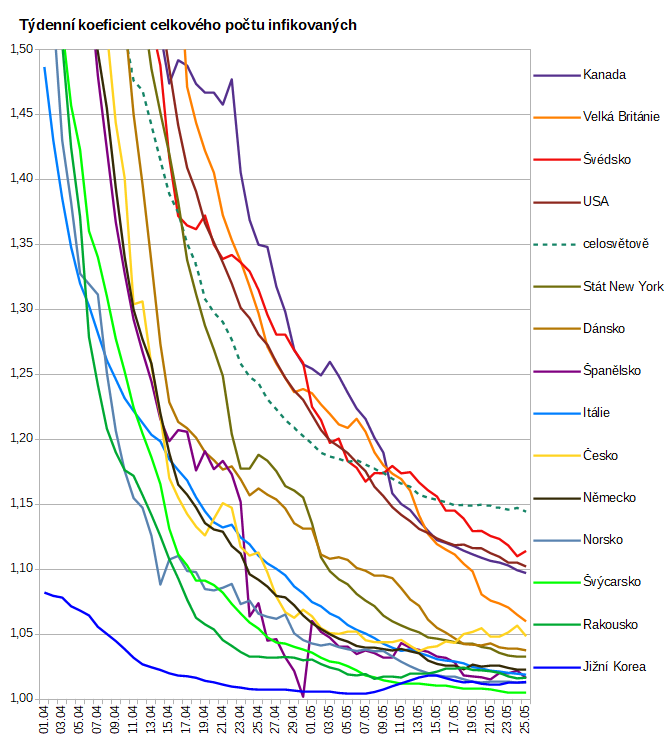 Týdenní koeficient celkového počtu infikovaných
1,50
1,45
1,40
1,35
1,30
1,25
1,20
1,15
1,10
1,05
1,00
01.04
03.04
05.04
07.04
09.04
11.04
13.04
15.04
17.04
19.04
21.04
23.04
25.04
27.04
29.04
01.05
03.05
05.05
07.05
09.05
11.05
13.05
15.05
17.05
19.05
21.05
23.05
25.05
Kanada
Velká Británie
Švédsko
USA
celosvětově
Stát New York
Dánsko
Španělsko
Itálie
Česko
Německo
Norsko
Švýcarsko
Rakousko
Jižní Korea